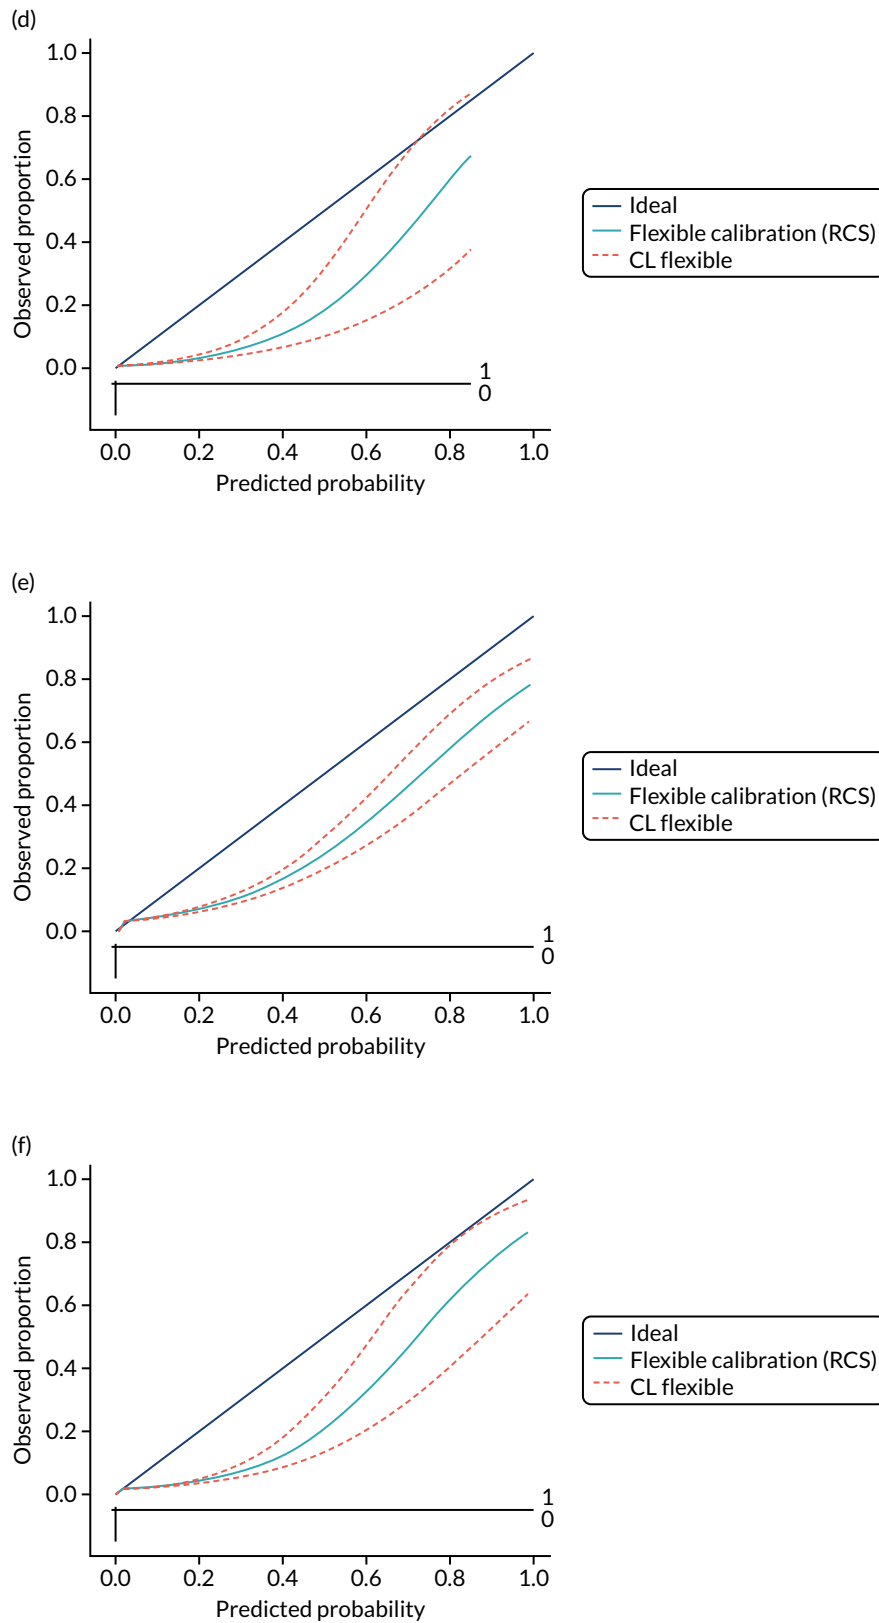 (d)
1.0
0.8
0.6
0.4
0.2
0.0
Observed proportion
1
0
0.0 0.2 0.4 0.6 0.8 1.0
Predicted probability
Ideal
Flexible calibration (RCS)
CL flexible
(e)
1.0
0.8
0.6
0.4
0.2
0.0
Observed proportion
1
0
0.0 0.2 0.4 0.6 0.8 1.0
Predicted probability
Ideal
Flexible calibration (RCS)
CL flexible
(f)
1.0
0.8
0.6
0.4
0.2
0.0
Observed proportion
1
0
0.0 0.2 0.4 0.6 0.8 1.0
Predicted probability
Ideal
Flexible calibration (RCS)
CL flexible